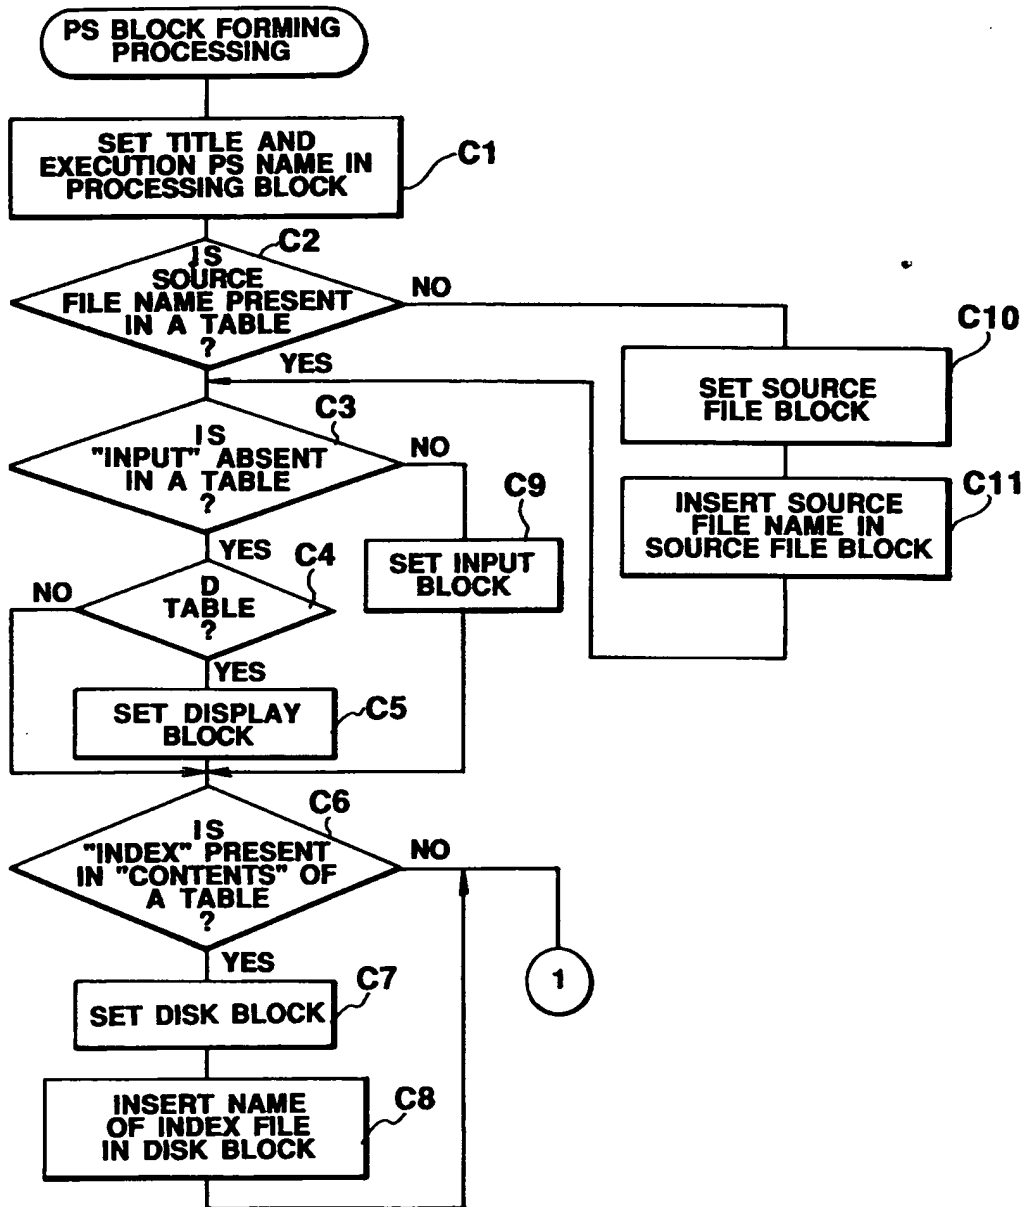 PS BLOCK FORMING
PROCESSING
SET TITLE AND
EXECUTION PS NAME IN
PROCESSING BLOCK
C1
IS
SOURCE
FILE NAME PRESENT
IN A TABLE
?
C2
NO
YES
C10
SET SOURCE
FILE BLOCK
C11
INSERT SOURCE
FILE NAME IN
SOURCE FILE BLOCK
IS
"INPUT" ABSENT
IN A TABLE
?
C3
NO
YES
C9
SET INPUT
BLOCK
D
TABLE
?
C4
NO
YES
SET DISPLAY
BLOCK
C5
IS
"INDEX" PRESENT
IN "CONTENTS" OF
A TABLE
?
C6
NO
YES
1
SET DISK BLOCK
C7
INSERT NAME
OF INDEX FILE
IN DISK BLOCK
C8